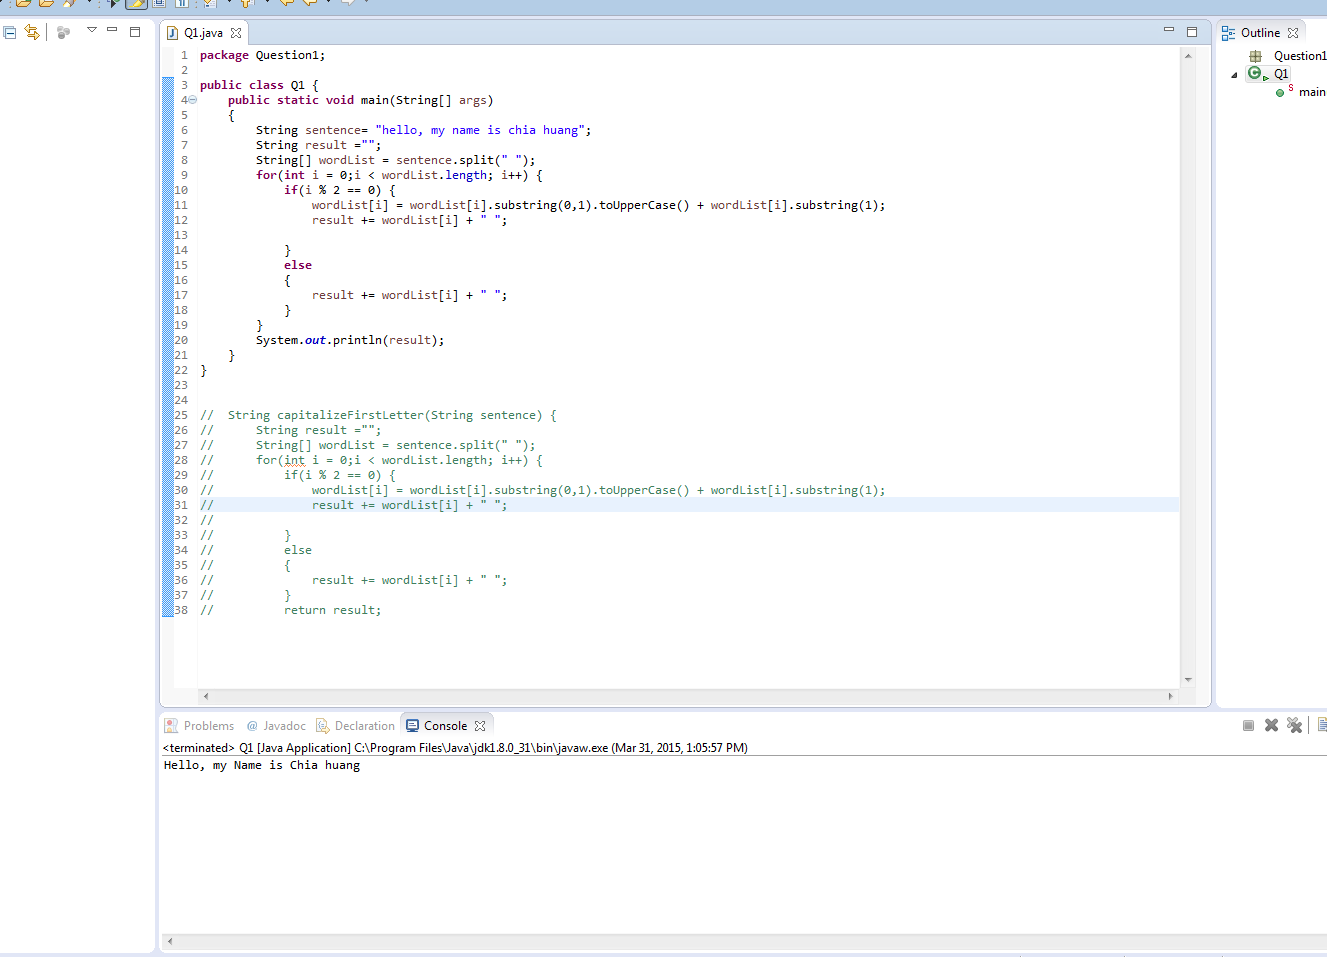 Q1.java
1 package Question1;
2
3 public class Q1 {
4 public static void main(String[] args)
5 {
6 String sentence= "hello, my name is chia huang";
7 String result ="";
8 String[] wordList = sentence.split(" ");
9 for(int i = 0;i < wordList.length; i++) {
10 if(i % 2 == 0) {
11 wordList[i] = wordList[i].substring(0,1).toUpperCase() + wordList[i].substring(1);
12 result += wordList[i] + " ";
13
14 }
15 else
16 {
17 result += wordList[i] + " ";
18 }
19 }
20 System.out.println(result);
21 }
22 }
23
24
25 // String capitalizeFirstLetter(String sentence) {
26 // String result ="";
27 // String[] wordList = sentence.split(" ");
28 // for(int i = 0;i < wordList.length; i++) {
29 // if(i % 2 == 0) {
30 // wordList[i] = wordList[i].substring(0,1).toUpperCase() + wordList[i].substring(1);
31 // result += wordList[i] + " ";
32 //
33 // }
34 // else
35 // {
36 // result += wordList[i] + " ";
37 // }
38 // return result;
Outline
Question1
Q1
S main
Problems @ Javadoc Declaration Console
<terminated> Q1 [Java Application] C:\Program Files\Java\jdk1.8.0_31\bin\javaw.exe (Mar 31, 2015, 1:05:57 PM)
Hello, my Name is Chia huang